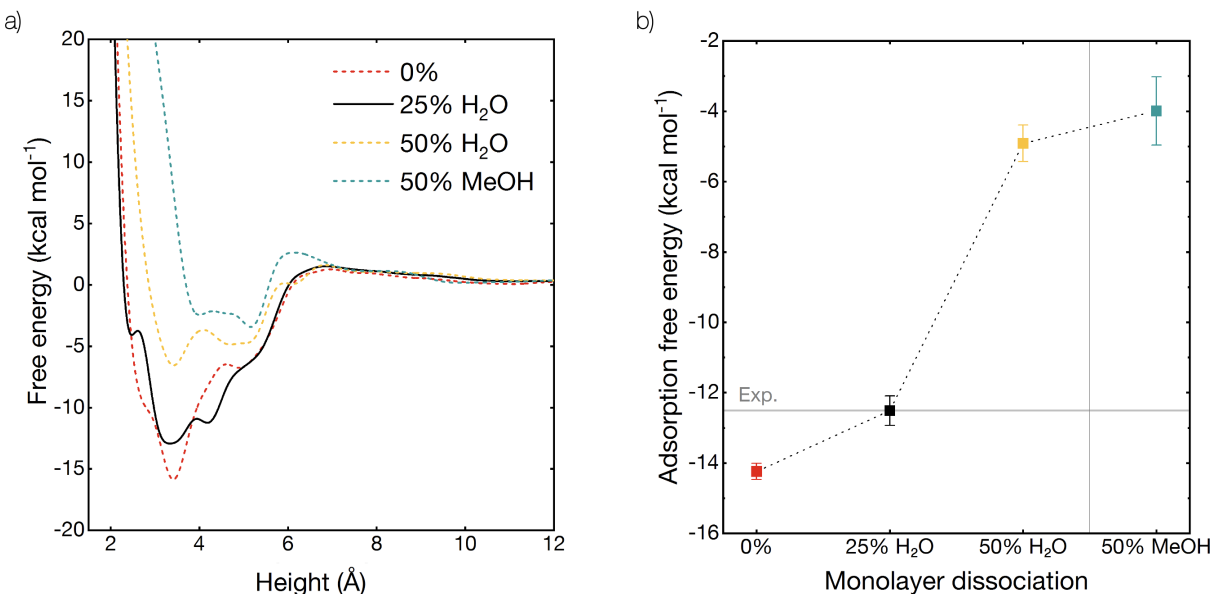 a)
20
15
10
5
0
-5
-10
-15
-20
Free energy (kcal mol⁻¹)
2
4
6
8
10
12
Height (Å)
0%
25% H₂O
50% H₂O
50% MeOH
b)
-2
-4
-6
-8
-10
-12
-14
-16
Adsorption free energy (kcal mol⁻¹)
Exp.
0%
25% H₂O
50% H₂O
50% MeOH
Monolayer dissociation